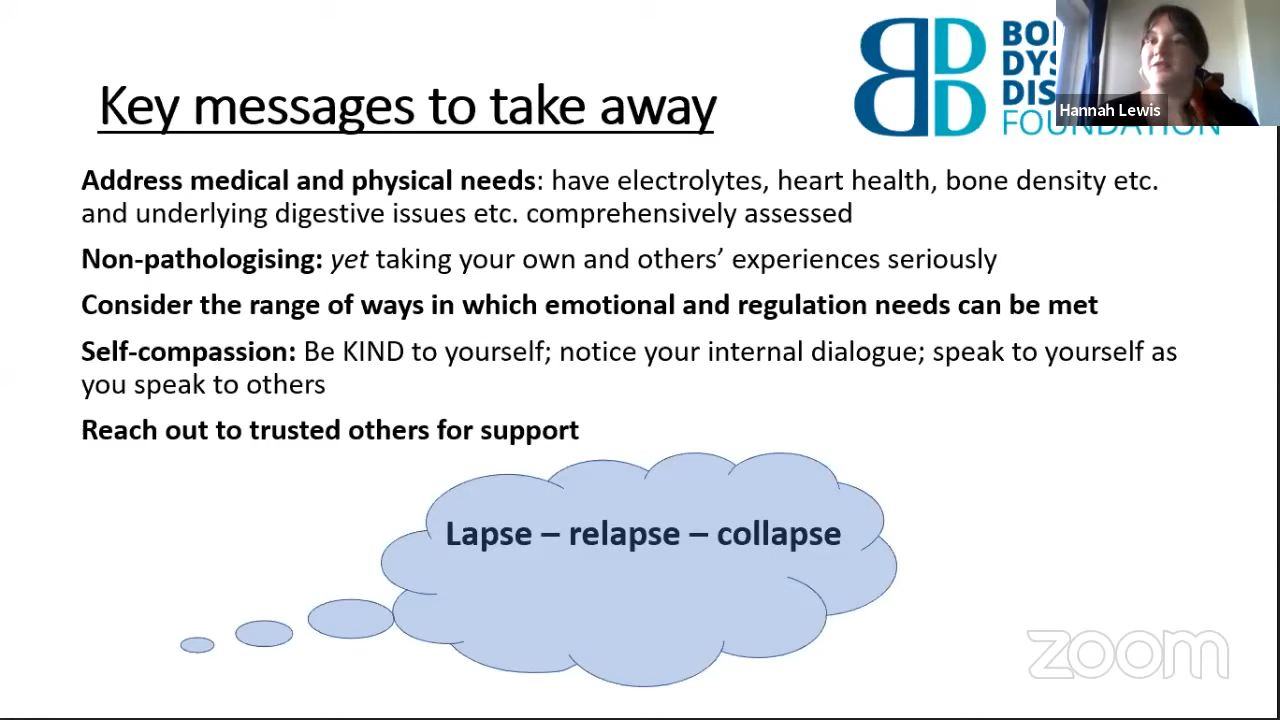 Key messages to take away
BO
DYS
DIS
FOUNDATION
Hannah Lewis
Address medical and physical needs: have electrolytes, heart health, bone density etc.
and underlying digestive issues etc. comprehensively assessed
Non-pathologising: yet taking your own and others’ experiences seriously
Consider the range of ways in which emotional and regulation needs can be met
Self-compassion: Be KIND to yourself; notice your internal dialogue; speak to yourself as
you speak to others
Reach out to trusted others for support
Lapse – relapse – collapse
zoom